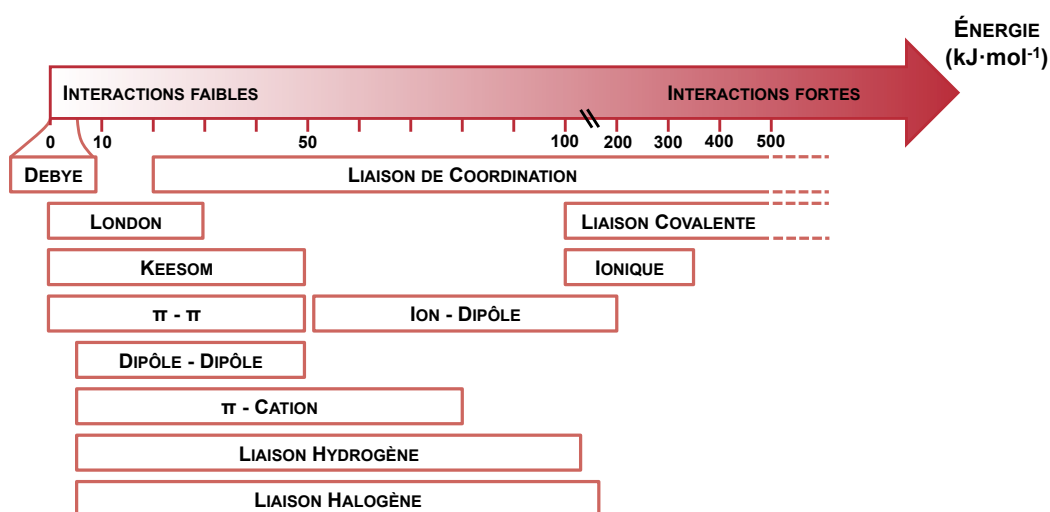 ÉNERGIE
(kJ·mol⁻¹)
INTERACTIONS FAIBLES INTERACTIONS FORTES
0 10 50 100 200 300 400 500
DEBYE LIAISON DE COORDINATION
LONDON LIAISON COVALENTE
KEESOM IONIQUE
π - π ION - DIPÔLE
DIPÔLE - DIPÔLE
π - CATION
LIAISON HYDROGÈNE
LIAISON HALOGÈNE